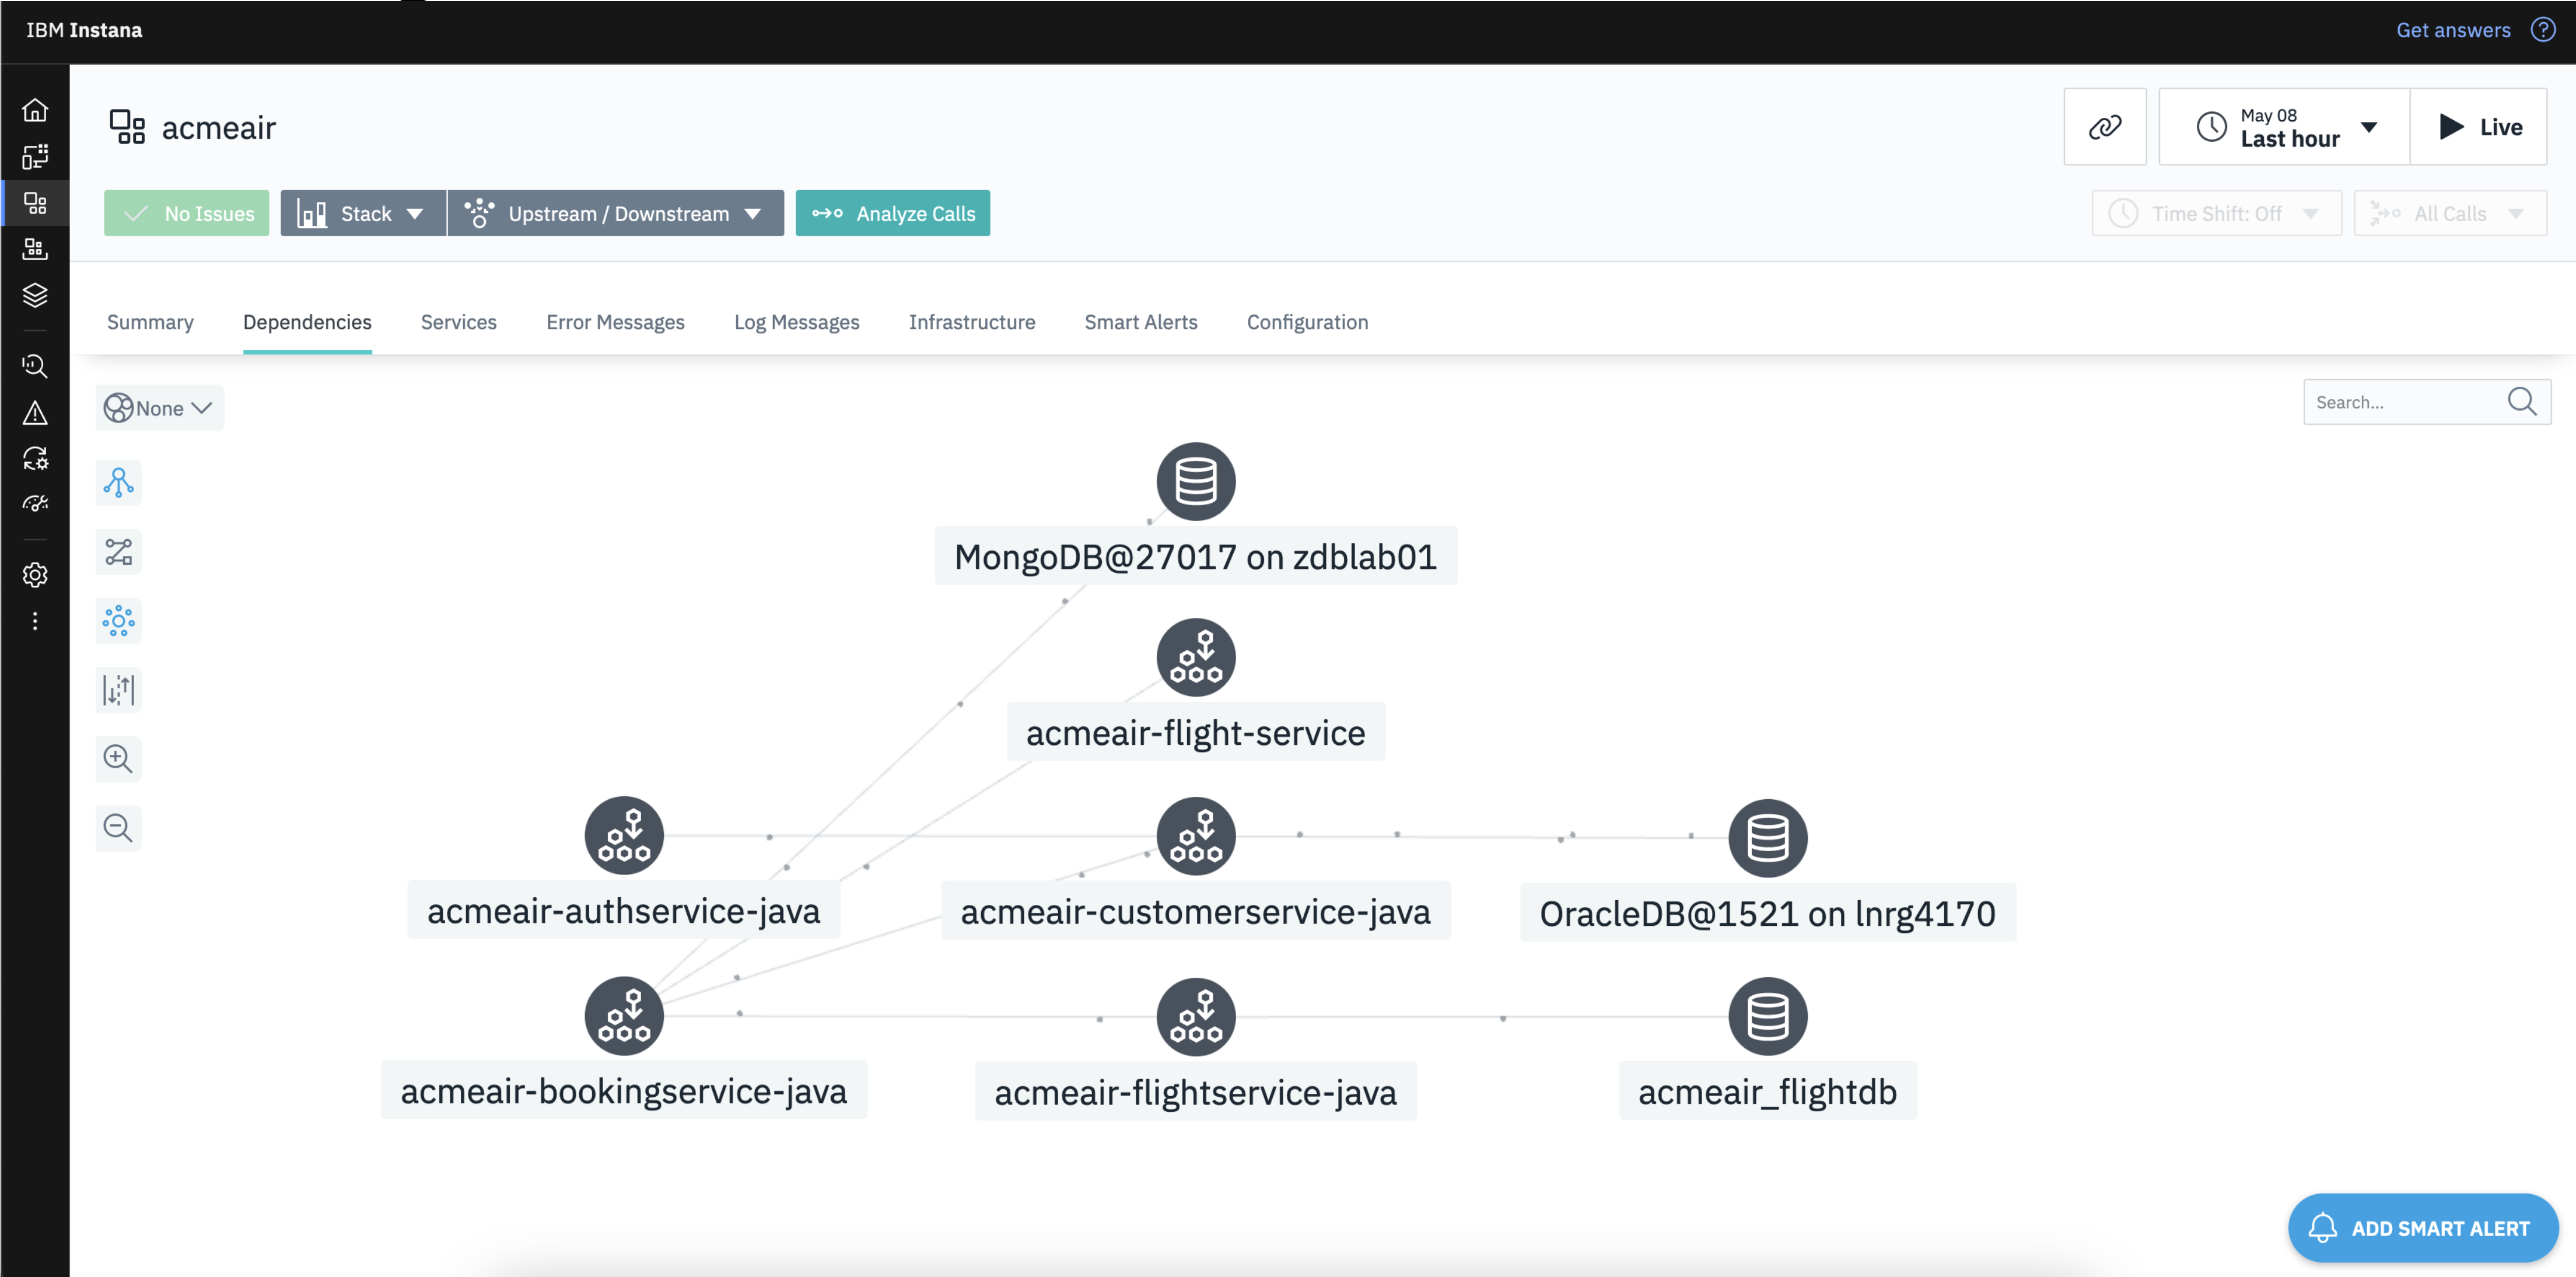 IBM Instana
Get answers
acmeair
May 08
Last hour
Live
No Issues
Stack
Upstream / Downstream
Analyze Calls
Time Shift: Off
All Calls
Summary
Dependencies
Services
Error Messages
Log Messages
Infrastructure
Smart Alerts
Configuration
None
Search...
MongoDB@27017 on zdblab01
acmeair-flight-service
acmeair-authservice-java
acmeair-customerservice-java
OracleDB@1521 on lnrg4170
acmeair-bookingservice-java
acmeair-flightservice-java
acmeair_flightdb
ADD SMART ALERT